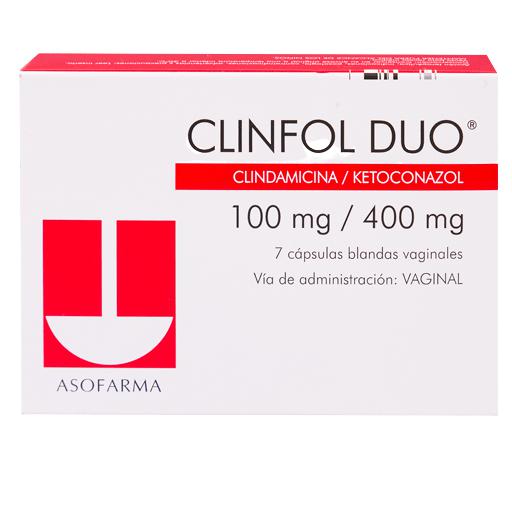 CLINFOL DUO®
CLINDAMICINA / KETOCONAZOL
100 mg / 400 mg
7 cápsulas blandas vaginales
Vía de administración: VAGINAL
ASOFARMA